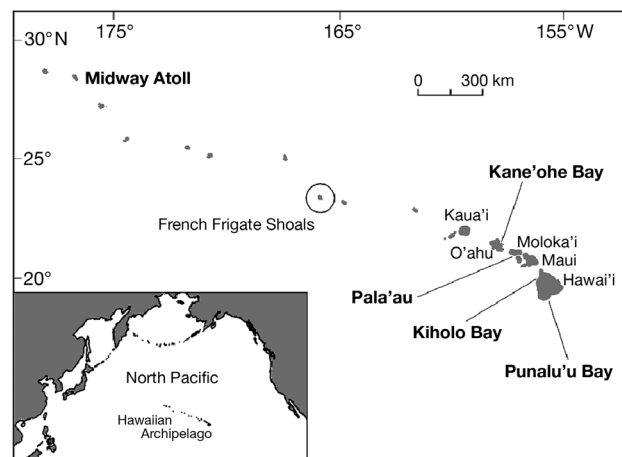 175°
165°
155°W
30°N
Midway Atoll
0 300 km
25°
Kane'ohe Bay
French Frigate Shoals
Kaua'i
O'ahu
Moloka'i
Maui
20°
Hawai'i
Pala'au
Kiholo Bay
Punalu'u Bay
North Pacific
Hawaiian
Archipelago